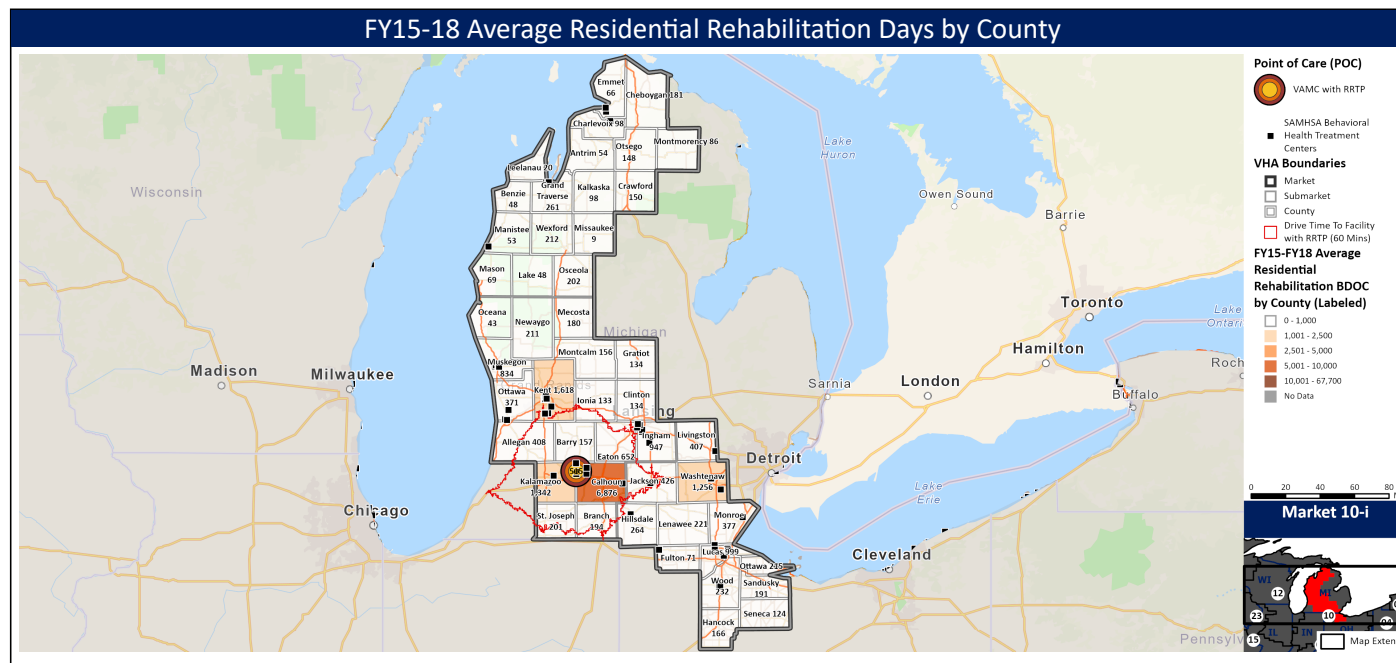 FY15-18 Average Residential Rehabilitation Days by County
Emmet
66
Cheboygan 181
Charlevoix 98
Antrim 54
Otsego
148
Montmorency 86
Leelanau 20
Grand
Traverse
261
Benzie
48
Kalkaska
98
Crawford
150
Manistee
53
Wexford
212
Missaukee
9
Mason
69
Lake 48
Osceola
202
Oceana
43
Newaygo
211
Mecosta
180
Michigan
Montcalm 156
Gratiot
134
Muskegon
834
Kent 1,618
Ottawa
371
Ionia 133
Clinton
134
Allegan 408
Barry 157
Eaton 652
Ingham
947
Livingston
407
Kalamazoo
1,342
Calhoun
6,876
Jackson 426
Washtenaw
1,256
St. Joseph
201
Branch
194
Hillsdale
264
Lenawee 221
Monroe
377
Fulton 71
Lucas 999
Ottawa 215
Wood
232
Sandusky
191
Seneca 124
Hancock
166
Wisconsin
Madison
Milwaukee
Chicago
Detroit
Cleveland
Lake
Huron
Owen Sound
Barrie
Toronto
Hamilton
London
Sarnia
Buffalo
Lake
Erie
Lake
Ontari
Roch
Pennsylv
Point of Care (POC)
VAMC with RRTP
SAMHSA Behavioral
Health Treatment
Centers
VHA Boundaries
Market
Submarket
County
Drive Time To Facility
with RRTP (60 Mins)
FY15-FY18 Average
Residential
Rehabilitation BDOC
by County (Labeled)
0 - 1,000
1,001 - 2,500
2,501 - 5,000
5,001 - 10,000
10,001 - 67,700
No Data
0 20 40 60 80
Market 10-i
WI
MI
12
23
10
IL
IN
OH
15
Map Exten